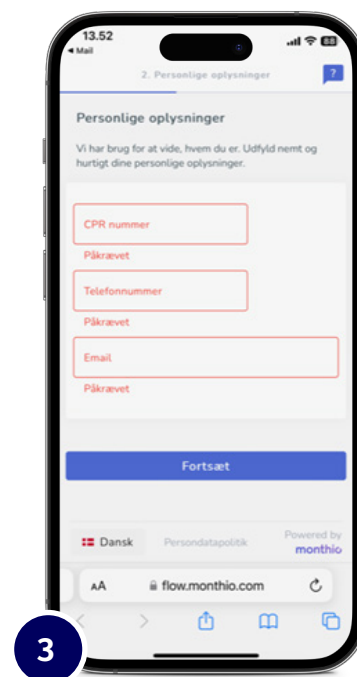 13.52
88
Mail
2. Personlige oplysninger
?
Personlige oplysninger
Vi har brug for at vide, hvem du er. Udfyld nemt og
hurtigt dine personlige oplysninger.
CPR nummer
Påkrævet
Telefonnummer
Påkrævet
Email
Påkrævet
Fortsæt
Dansk
Persondatapolitik
Powered by
monthio
AA
flow.monthio.com
3